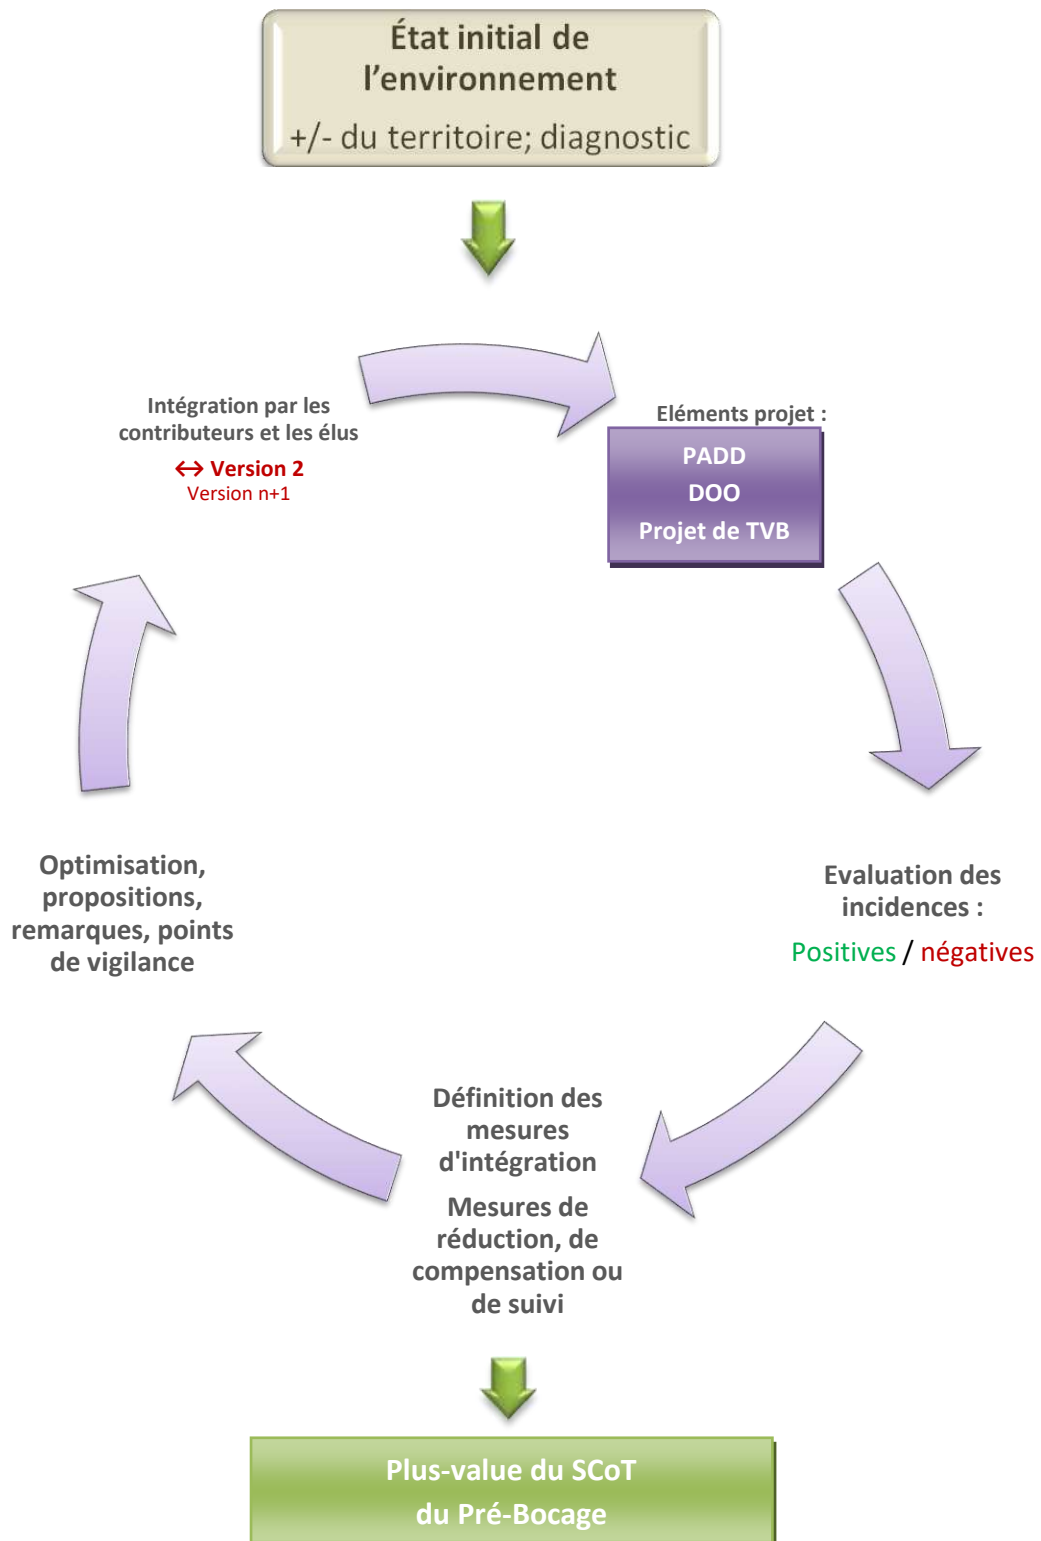 État initial de
l'environnement
+/- du territoire; diagnostic
Intégration par les
contributeurs et les élus
↔ Version 2
Version n+1
Eléments projet :
PADD
DOO
Projet de TVB
Evaluation des
incidences :
Positives / négatives
Définition des
mesures
d'intégration
Mesures de
réduction, de
compensation ou
de suivi
Optimisation,
propositions,
remarques, points
de vigilance
Plus-value du SCoT
du Pré-Bocage